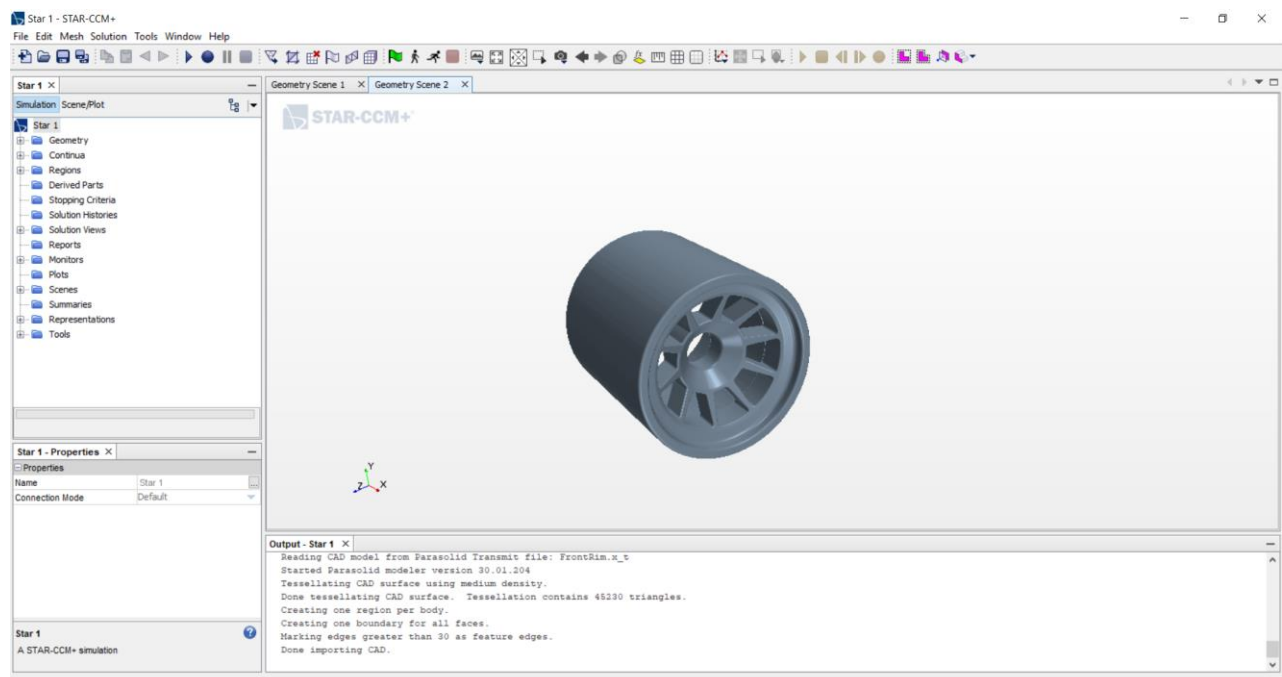 Star 1 - STAR-CCM+
File Edit Mesh Solution Tools Window Help
Star 1
Geometry Scene 1
Geometry Scene 2
Simulation Scene/Plot
STAR-CCM+
Star 1
Geometry
Continua
Regions
Derived Parts
Stopping Criteria
Solution Histories
Solution Views
Reports
Monitors
Plots
Scenes
Summaries
Representations
Tools
Star 1 - Properties
Properties
Name Star 1
Connection Mode Default
Star 1
A STAR-CCM+ simulation
Y
Z X
Output - Star 1
Reading CAD model from Parasolid Transmit file: FrontRim.x_t
Started Parasolid modeler version 30.01.204
Tessellating CAD surface using medium density.
Done tessellating CAD surface. Tessellation contains 45230 triangles.
Creating one region per body.
Creating one boundary for all faces.
Marking edges greater than 30 as feature edges.
Done importing CAD.